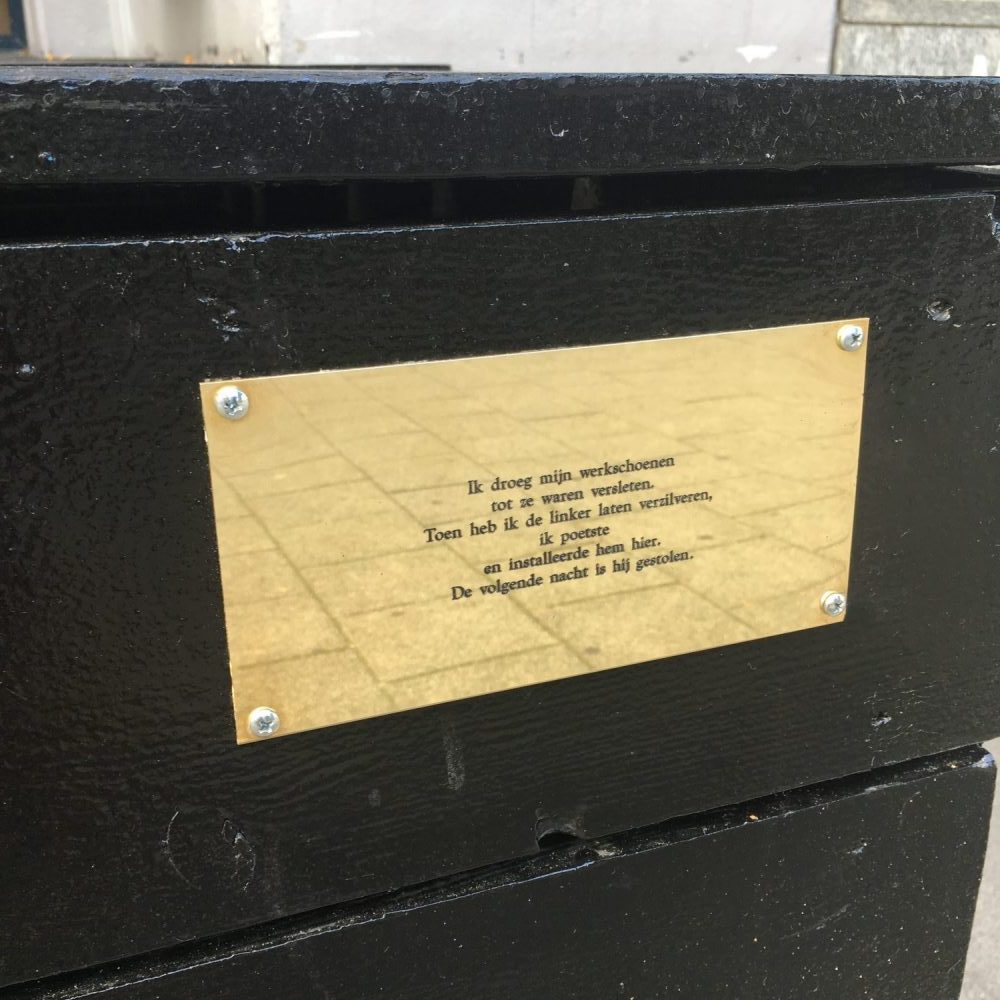 Ik droeg mijn werkschoenen
tot ze waren versleten.
Toen heb ik de linker laten verzilveren,
ik poetste
en installeerde hem hier.
De volgende nacht is hij gestolen.